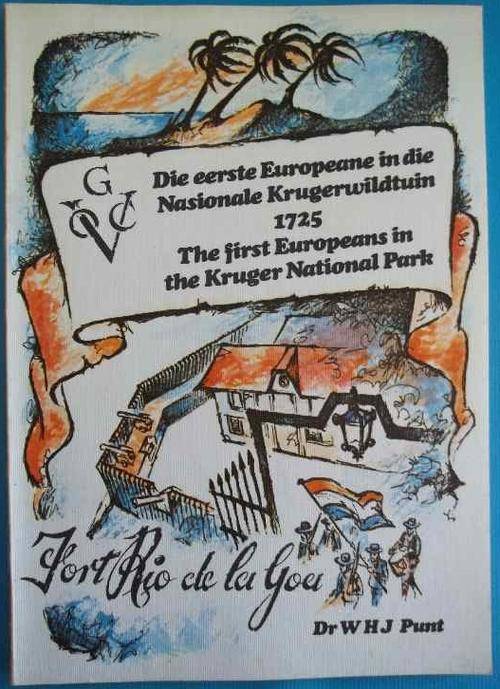 G
VOC
Die eerste Europeane in die
Nasionale Krugerwildtuin
1725
The first Europeans in
the Kruger National Park
Fort Rio de la Goa
Dr W H J Punt